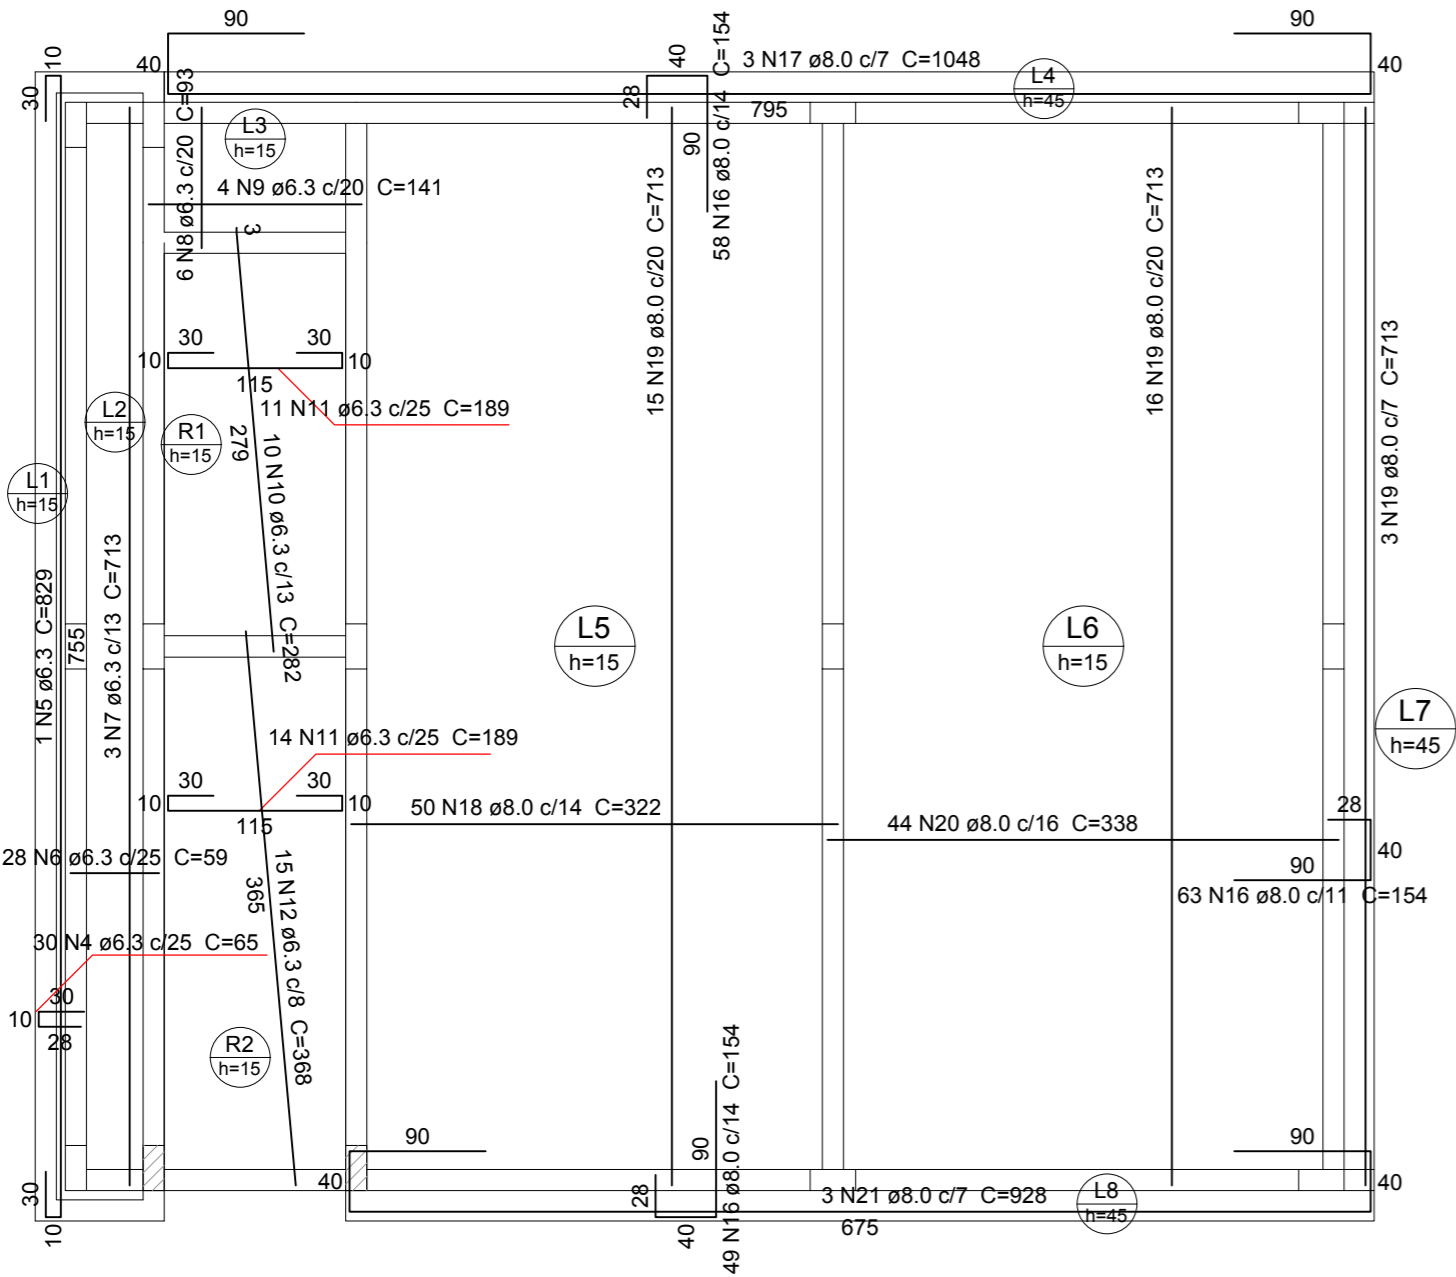 90
90
10
40
30
58 N16 ø8.0 c/14  C=154
40
28
90
3 N17 ø8.0 c/7  C=1048
795
40
L4
h=45
6 N8 ø6.3 c/20  C=93
L3
h=15
4 N9 ø6.3 c/20  C=141
3
15 N19 ø8.0 c/20  C=713
16 N19 ø8.0 c/20  C=713
3 N19 ø8.0 c/7  C=713
30
30
10
10
115
11 N11 ø6.3 c/25  C=189
L2
h=15
R1
h=15
279
10 N10 ø6.3 c/13  C=282
L1
h=15
1 N5 ø6.3  C=829
755
3 N7 ø6.3 c/13  C=713
L5
h=15
L6
h=15
L7
h=45
14 N11 ø6.3 c/25  C=189
30
30
10
10
115
50 N18 ø8.0 c/14  C=322
44 N20 ø8.0 c/16  C=338
28
40
90
63 N16 ø8.0 c/11  C=154
28 N6 ø6.3 c/25  C=59
365
15 N12 ø6.3 c/8  C=368
30 N4 ø6.3 c/25  C=65
30
10
28
R2
h=15
49 N16 ø8.0 c/14  C=154
90
28
40
90
90
40
40
30
10
3 N21 ø8.0 c/7  C=928
675
L8
h=45